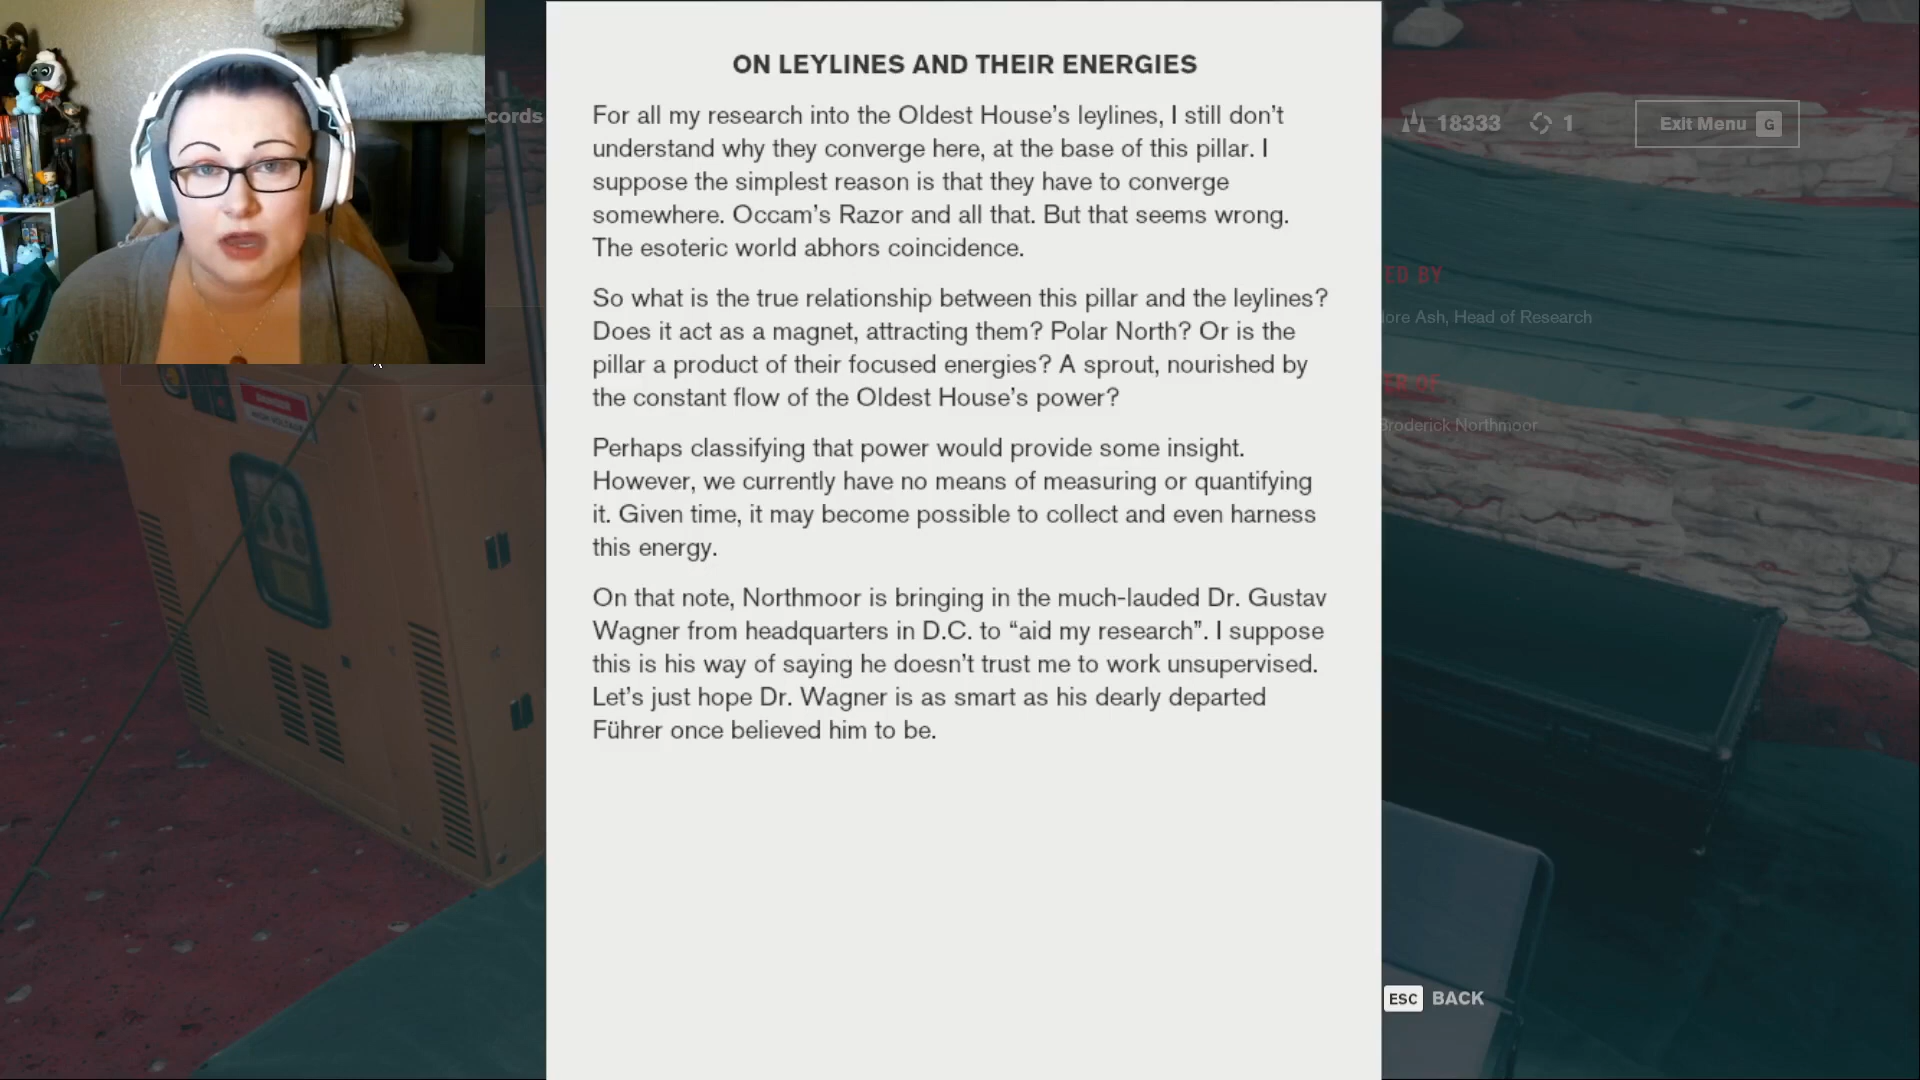 ON LEYLINES AND THEIR ENERGIES
For all my research into the Oldest House’s leylines, I still don’t
understand why they converge here, at the base of this pillar. I
suppose the simplest reason is that they have to converge
somewhere. Occam’s Razor and all that. But that seems wrong.
The esoteric world abhors coincidence.
So what is the true relationship between this pillar and the leylines?
Does it act as a magnet, attracting them? Polar North? Or is the
pillar a product of their focused energies? A sprout, nourished by
the constant flow of the Oldest House’s power?
Perhaps classifying that power would provide some insight.
However, we currently have no means of measuring or quantifying
it. Given time, it may become possible to collect and even harness
this energy.
On that note, Northmoor is bringing in the much-lauded Dr. Gustav
Wagner from headquarters in D.C. to “aid my research”. I suppose
this is his way of saying he doesn’t trust me to work unsupervised.
Let’s just hope Dr. Wagner is as smart as his dearly departed
Führer once believed him to be.
cords
18333 1
Exit Menu G
ED BY
lore Ash, Head of Research
ER OF
Broderick Northmoor
DANGER
HIGH VOLTAGE
ESC BACK